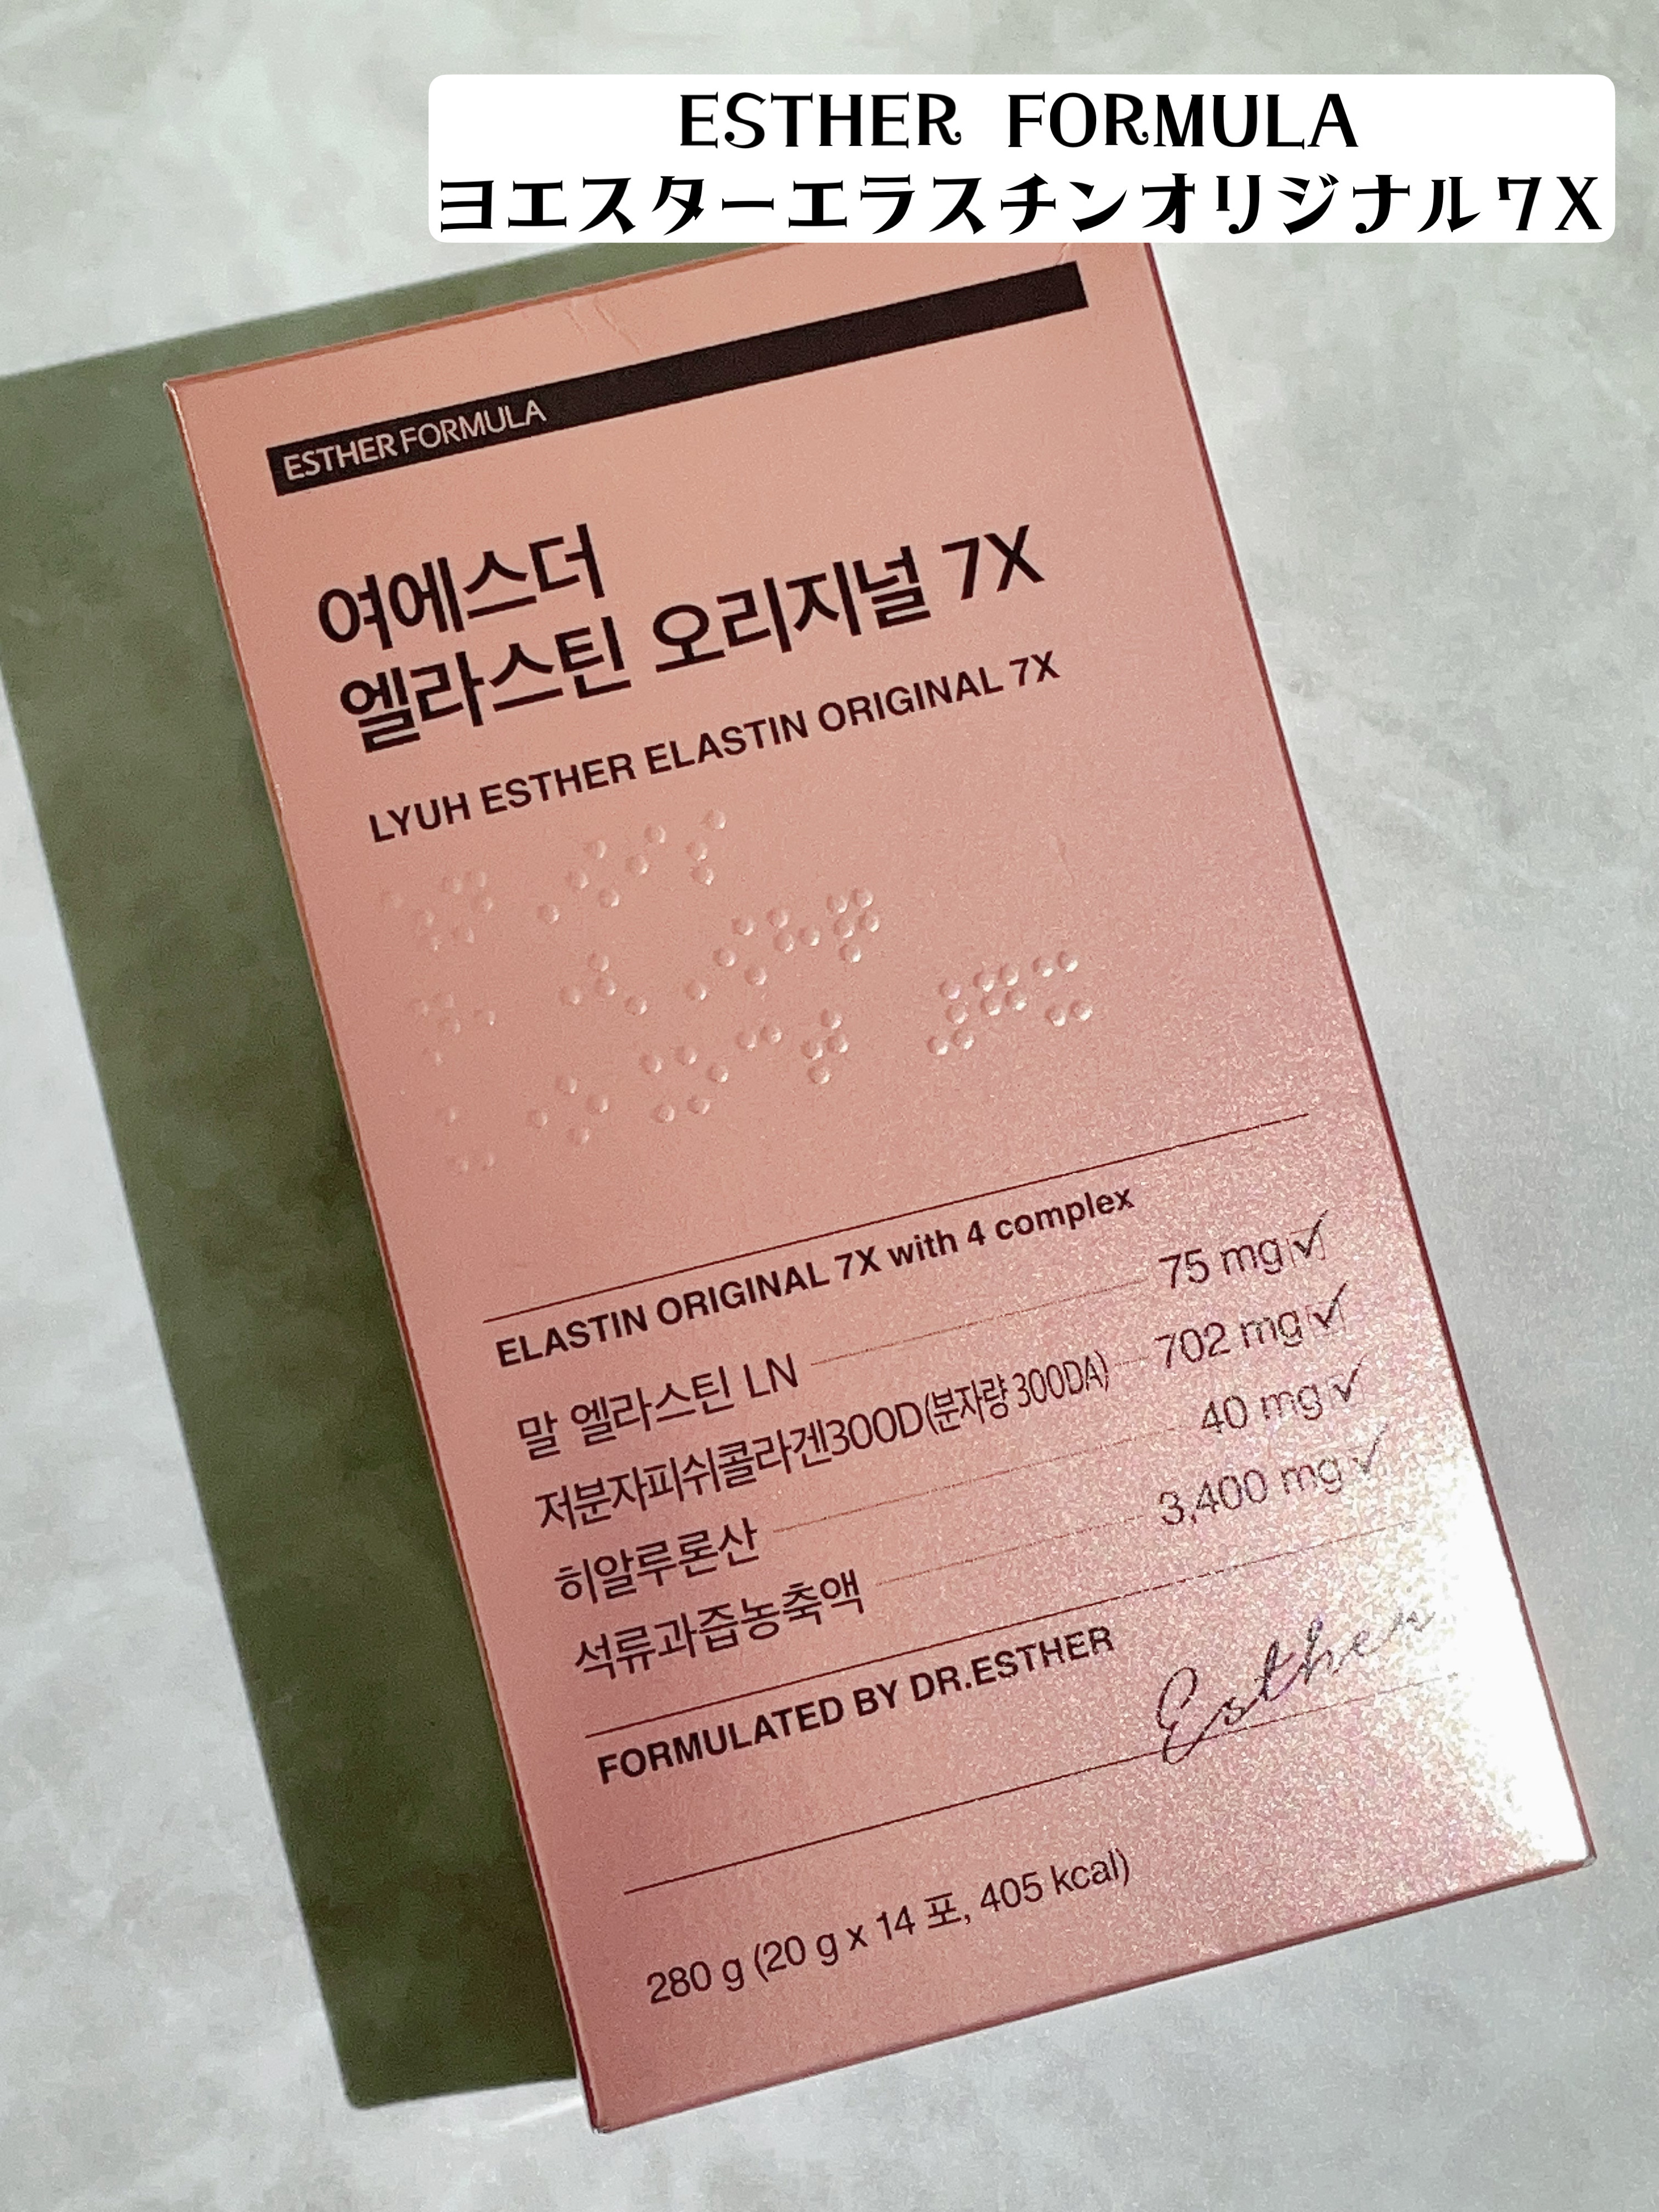 ESTHER FORMULA
ヨエスターエラスチンオリジナル7X
ESTHER FORMULA
여에스더
엘라스틴 오리지널 7X
LYUH ESTHER ELASTIN ORIGINAL 7X
ELASTIN ORIGINAL 7X with 4 complex
말 엘라스틴 LN 75 mg ✓
저분자피쉬콜라겐300D(분자량 300DA) 702 mg ✓
히알루론산 40 mg ✓
석류과즙농축액 3,400 mg ✓
FORMULATED BY DR.ESTHER
Esther
280 g (20 g x 14 포, 405 kcal)